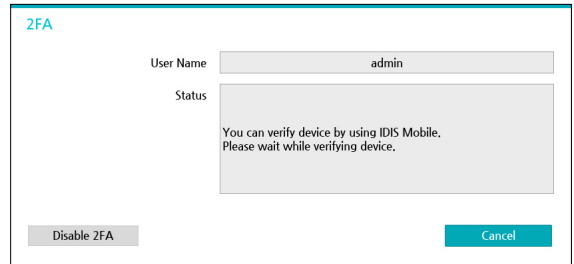 2FA
User Name
admin
Status
You can verify device by using IDIS Mobile.
Please wait while verifying device.
Disable 2FA
Cancel